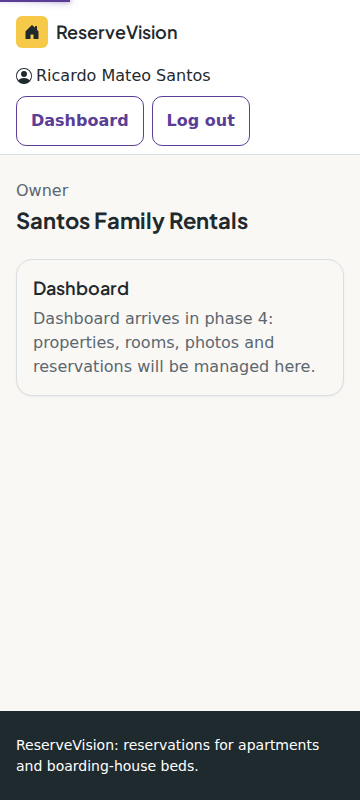 ReserveVision
Ricardo Mateo Santos
Dashboard
Log out
Owner
Santos Family Rentals
Dashboard
Dashboard arrives in phase 4:
properties, rooms, photos and
reservations will be managed here.
ReserveVision: reservations for apartments
and boarding-house beds.